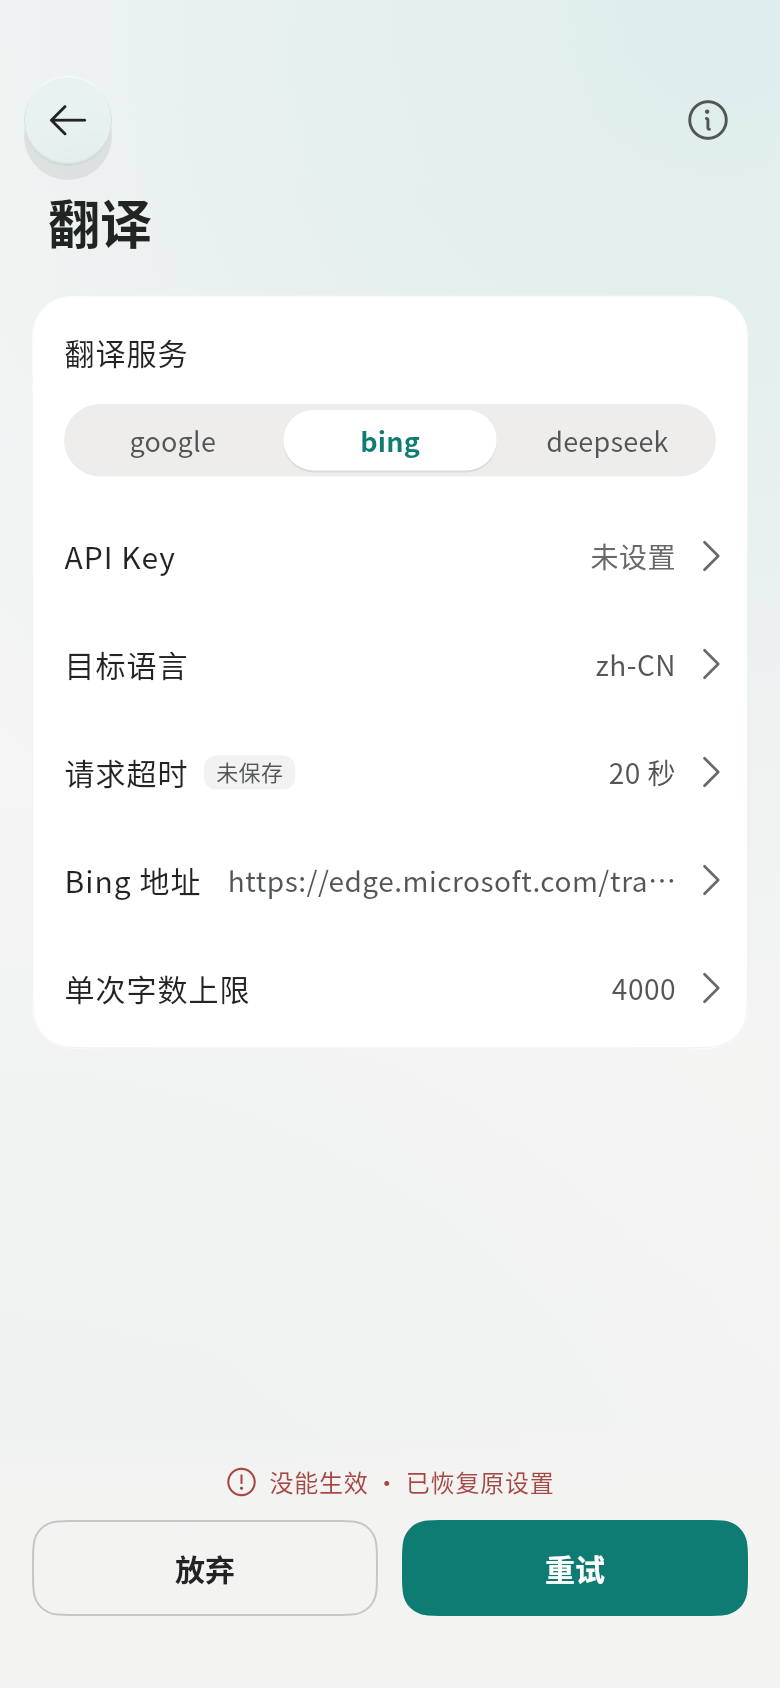 翻译
翻译服务
google
bing
deepseek
API Key
未设置
目标语言
zh-CN
请求超时
未保存
20 秒
Bing 地址
https://edge.microsoft.com/tra…
单次字数上限
4000
没能生效 · 已恢复原设置
放弃
重试